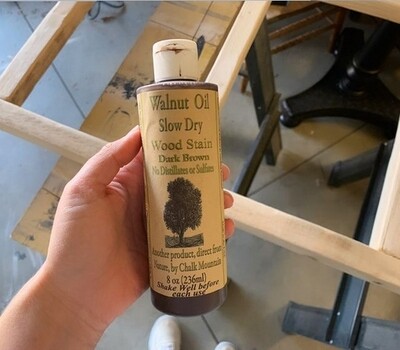 Walnut Oil
Slow Dry
Wood Stain
Dark Brown
No Distillates or Sulfates
Another product, direct from
Nature, by Chalk Mountain
8 oz (236ml)
Shake Well before
each use